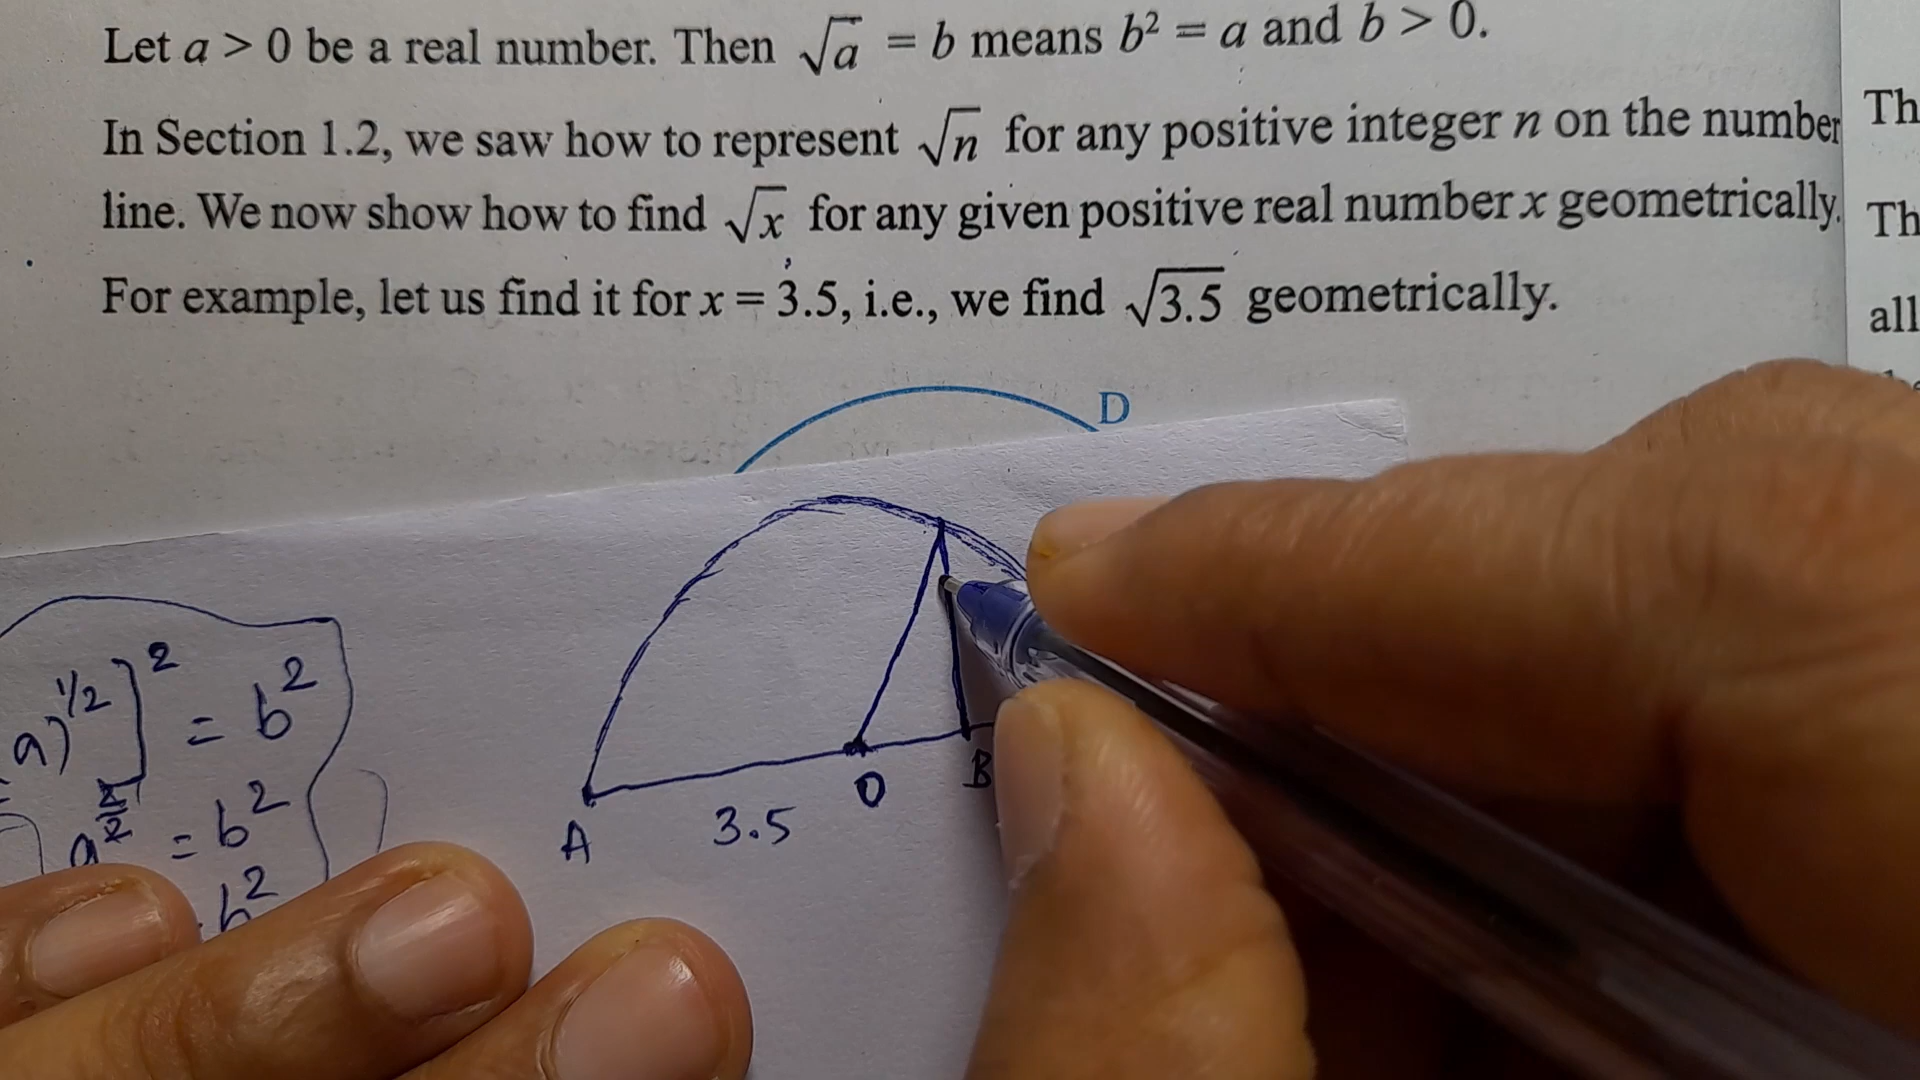 Let a > 0 be a real number. Then √a = b means b² = a and b > 0.
In Section 1.2, we saw how to represent √n for any positive integer n on the number
line. We now show how to find √x for any given positive real number x geometrically.
For example, let us find it for x = 3.5, i.e., we find √3.5 geometrically.
Th
Th
all
D
a)^1/2]^2 = b²
= b²
b²
A 3.5 O B